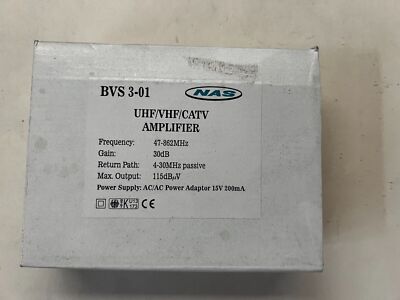 BVS 3-01
NAS
UHF/VHF/CATV
AMPLIFIER
Frequency: 47-862MHz
Gain: 30dB
Return Path: 4-30MHz passive
Max. Output: 115dBµV
Power Supply: AC/AC Power Adaptor 15V 200mA
CE